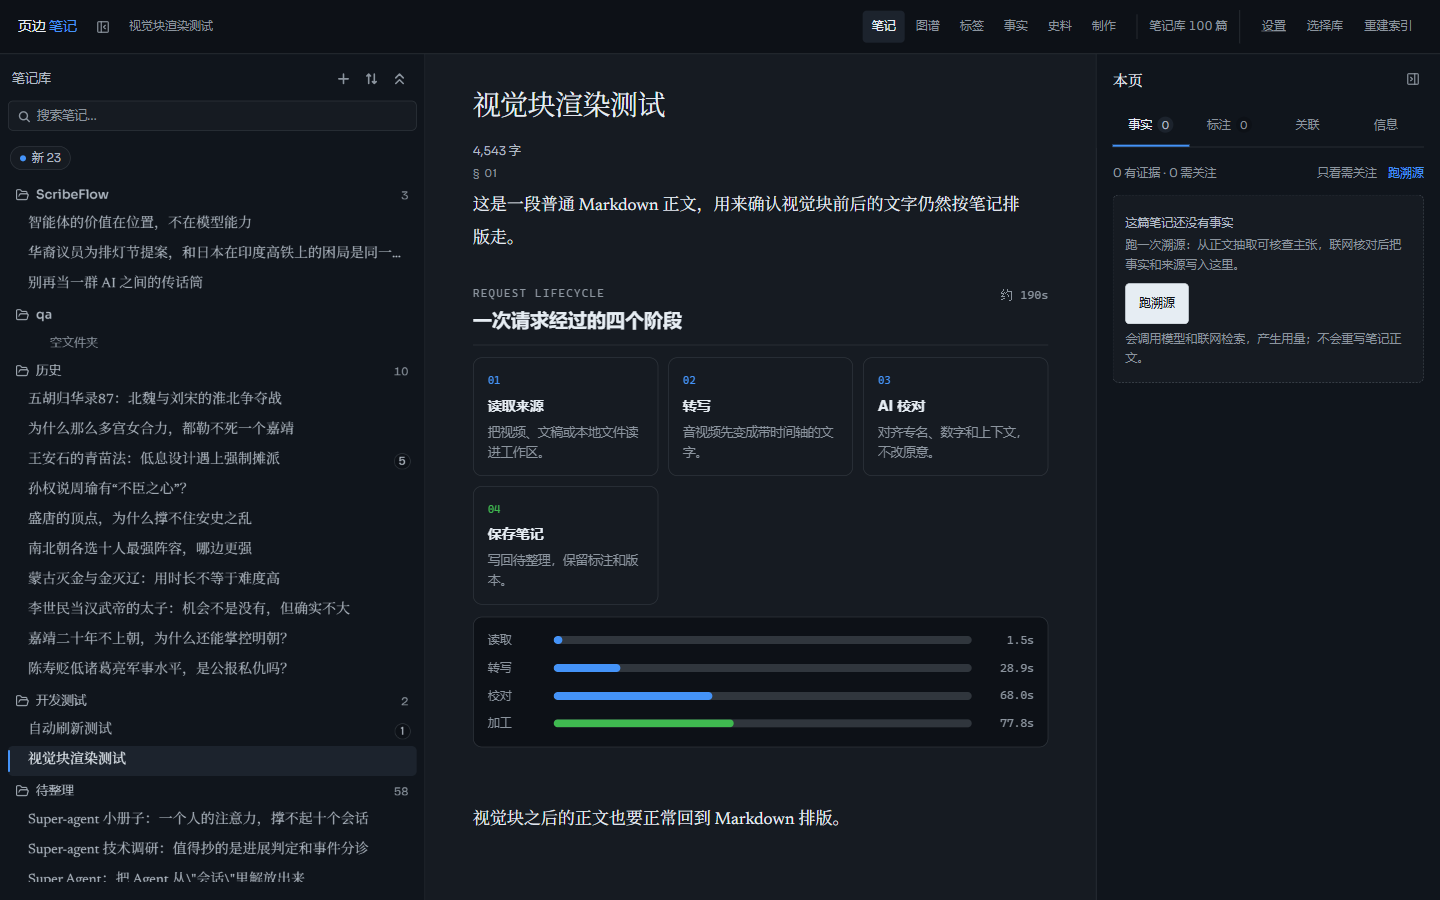 页边 笔记
视觉块渲染测试
笔记 图谱 标签 事实 史料 制作 笔记库 100 篇 设置 选择库 重建索引
笔记库
搜索笔记...
新 23
ScribeFlow 3
智能体的价值在位置，不在模型能力
华裔议员为排灯节提案，和日本在印度高铁上的困局是同一...
别再当一群 AI 之间的传话筒
qa
空文件夹
历史 10
五胡归华录87：北魏与刘宋的淮北争夺战
为什么那么多宫女合力，都勒不死一个嘉靖
王安石的青苗法：低息设计遇上强制摊派 5
孙权说周瑜有“不臣之心”？
盛唐的顶点，为什么撑不住安史之乱
南北朝各选十人最强阵容，哪边更强
蒙古灭金与金灭辽：用时长不等于难度高
李世民当汉武帝的太子：机会不是没有，但确实不大
嘉靖二十年不上朝，为什么还能掌控明朝？
陈寿贬低诸葛亮军事水平，是公报私仇吗？
开发测试 2
自动刷新测试 1
视觉块渲染测试
待整理 58
Super-agent 小册子：一个人的注意力，撑不起十个会话
Super-agent 技术调研：值得抄的是进展判定和事件分诊
Super Agent：把 Agent 从\"会话\"里解放出来
视觉块渲染测试
4,543 字
§ 01
这是一段普通 Markdown 正文，用来确认视觉块前后的文字仍然按笔记排
版走。
REQUEST LIFECYCLE 约 190s
一次请求经过的四个阶段
01
读取来源
把视频、文稿或本地文件读
进工作区。
02
转写
音视频先变成带时间轴的文
字。
03
AI 校对
对齐专名、数字和上下文，
不改原意。
04
保存笔记
写回待整理，保留标注和版
本。
读取 1.5s
转写 28.9s
校对 68.0s
加工 77.8s
视觉块之后的正文也要正常回到 Markdown 排版。
本页
事实 0 标注 0 关联 信息
0 有证据 · 0 需关注 只看需关注 跑溯源
这篇笔记还没有事实
跑一次溯源：从正文抽取可核查主张，联网核对后把
事实和来源写入这里。
跑溯源
会调用模型和联网检索，产生用量；不会重写笔记正
文。